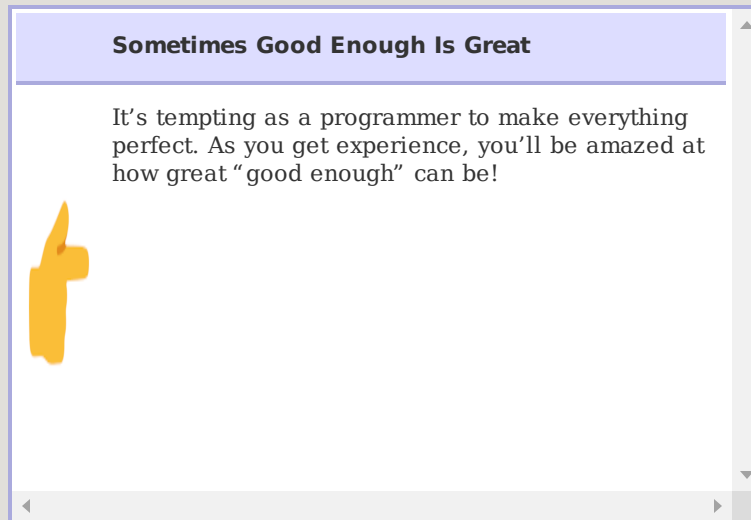 Sometimes Good Enough Is Great
It’s tempting as a programmer to make everything
perfect. As you get experience, you’ll be amazed at
how great “good enough” can be!